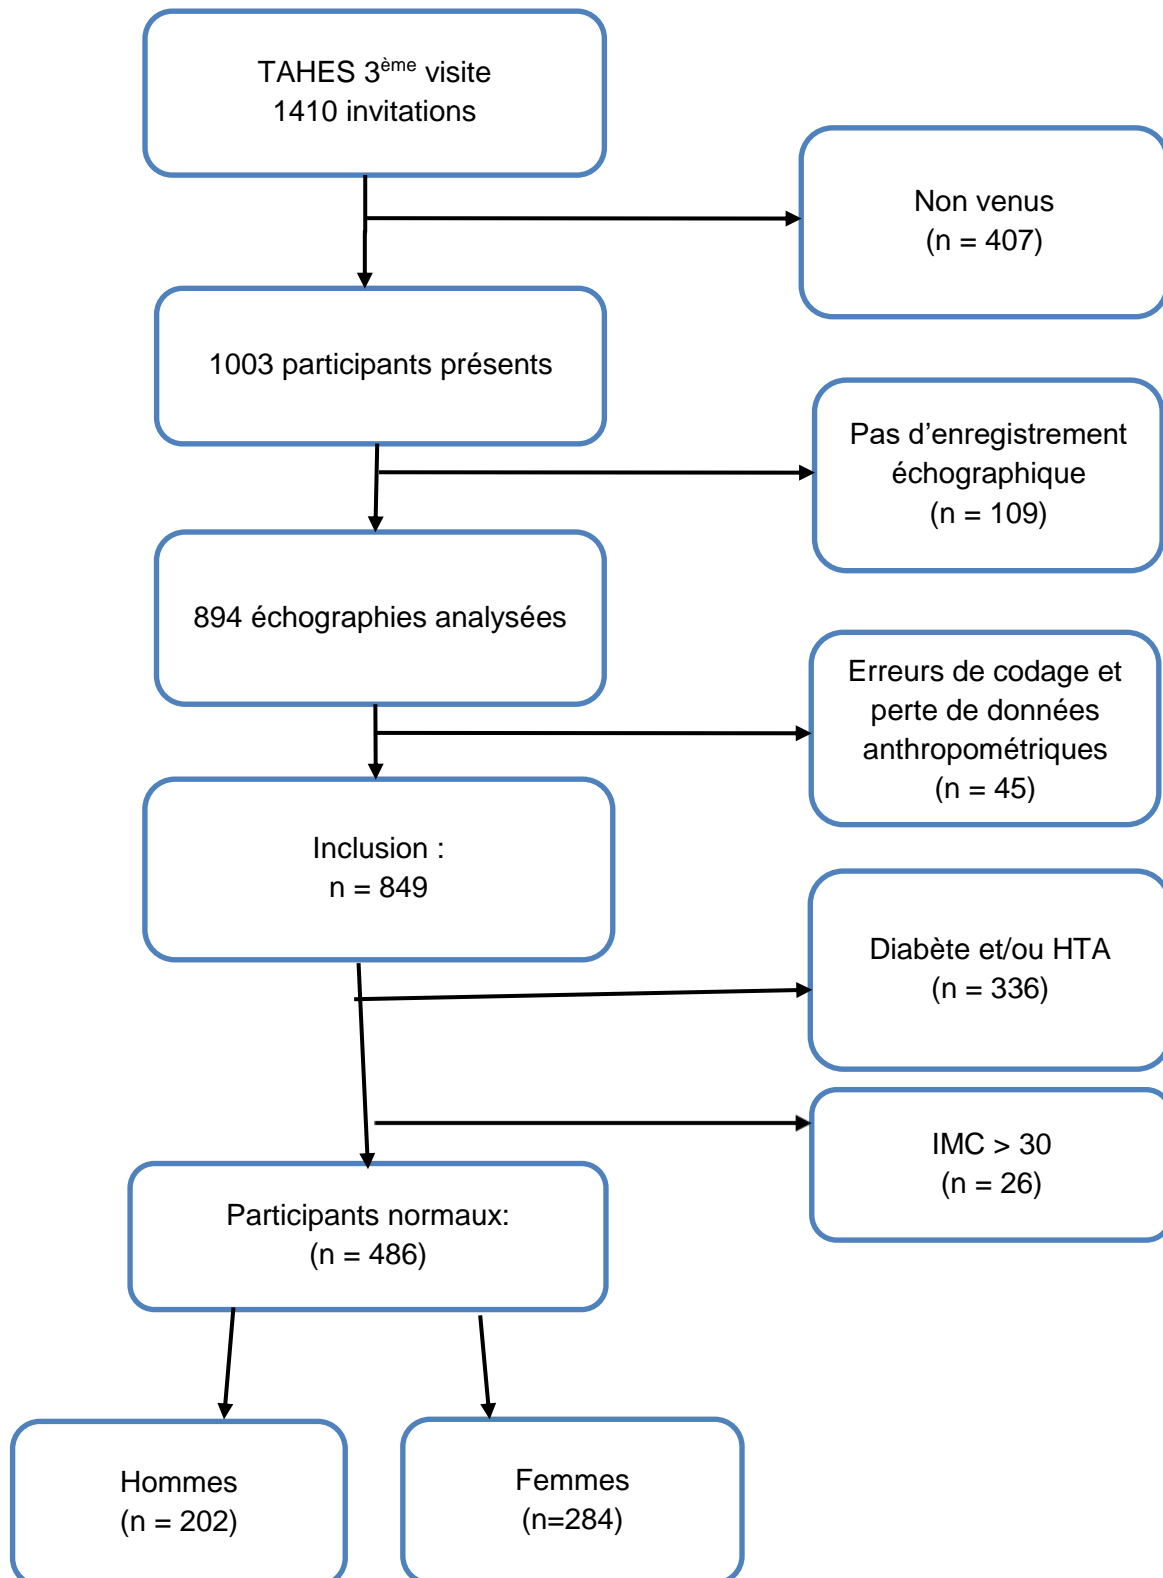 TAHES 3ème visite
1410 invitations
Non venus
(n = 407)
1003 participants présents
Pas d’enregistrement
échographique
(n = 109)
894 échographies analysées
Erreurs de codage et
perte de données
anthropométriques
(n = 45)
Inclusion :
n = 849
Diabète et/ou HTA
(n = 336)
IMC > 30
(n = 26)
Participants normaux:
(n = 486)
Hommes
(n = 202)
Femmes
(n=284)